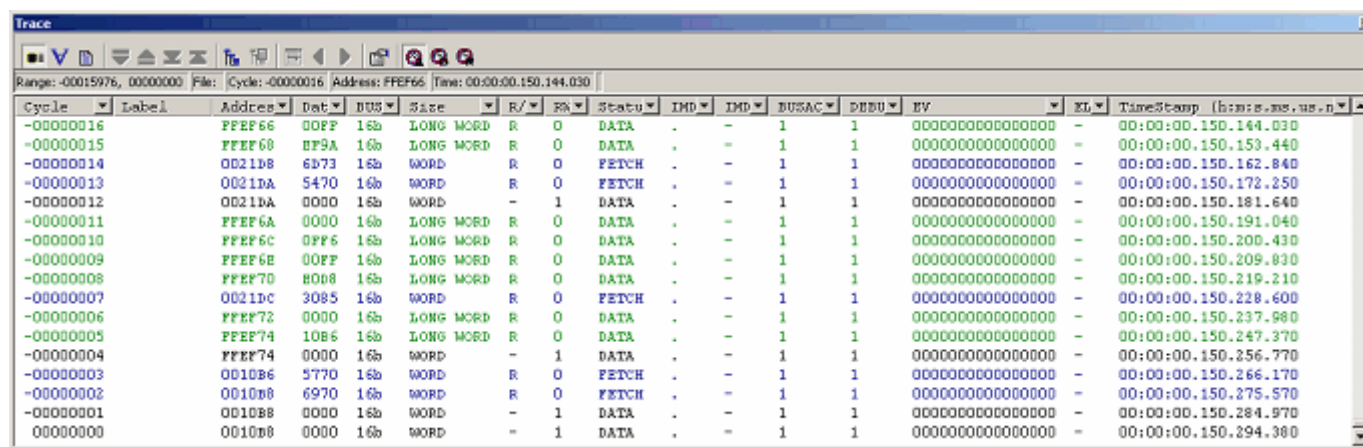 Trace
Range: -00015976, 00000000 File: Cycle: -00000016 Address: FFEF66 Time: 00:00:00.150.144.030
Cycle Label Addres Dat BUS Size R/ RW Statu IMD IMD BUSAC DEBU EV EL TimeStamp (h:m:s.ms.us.n
-00000016 FFEF66 00FF 16b LONG WORD R 0 DATA . - 1 1 0000000000000000 - 00:00:00.150.144.030
-00000015 FFEF68 BF9A 16b LONG WORD R 0 DATA . - 1 1 0000000000000000 - 00:00:00.150.153.440
-00000014 0021D8 6D73 16b WORD R 0 FETCH . - 1 1 0000000000000000 - 00:00:00.150.162.840
-00000013 0021DA 5470 16b WORD R 0 FETCH . - 1 1 0000000000000000 - 00:00:00.150.172.250
-00000012 0021DA 0000 16b WORD - 1 DATA . - 1 1 0000000000000000 - 00:00:00.150.181.640
-00000011 FFEF6A 0000 16b LONG WORD R 0 DATA . - 1 1 0000000000000000 - 00:00:00.150.191.040
-00000010 FFEF6C 0FF6 16b LONG WORD R 0 DATA . - 1 1 0000000000000000 - 00:00:00.150.200.430
-00000009 FFEF6E 00FF 16b LONG WORD R 0 DATA . - 1 1 0000000000000000 - 00:00:00.150.209.830
-00000008 FFEF70 B0D8 16b LONG WORD R 0 DATA . - 1 1 0000000000000000 - 00:00:00.150.219.210
-00000007 0021DC 3085 16b WORD R 0 FETCH . - 1 1 0000000000000000 - 00:00:00.150.228.600
-00000006 FFEF72 0000 16b LONG WORD R 0 DATA . - 1 1 0000000000000000 - 00:00:00.150.237.980
-00000005 FFEF74 10B6 16b LONG WORD R 0 DATA . - 1 1 0000000000000000 - 00:00:00.150.247.370
-00000004 FFEF74 0000 16b WORD - 1 DATA . - 1 1 0000000000000000 - 00:00:00.150.256.770
-00000003 0010B6 5770 16b WORD R 0 FETCH . - 1 1 0000000000000000 - 00:00:00.150.266.170
-00000002 0010B8 6970 16b WORD R 0 FETCH . - 1 1 0000000000000000 - 00:00:00.150.275.570
-00000001 0010B8 0000 16b WORD - 1 DATA . - 1 1 0000000000000000 - 00:00:00.150.284.970
00000000 0010B8 0000 16b WORD - 1 DATA . - 1 1 0000000000000000 - 00:00:00.150.294.380